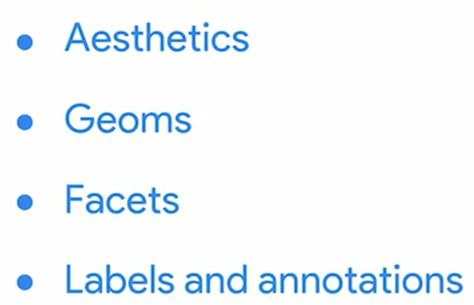 • Aesthetics
• Geoms
• Facets
• Labels and annotations